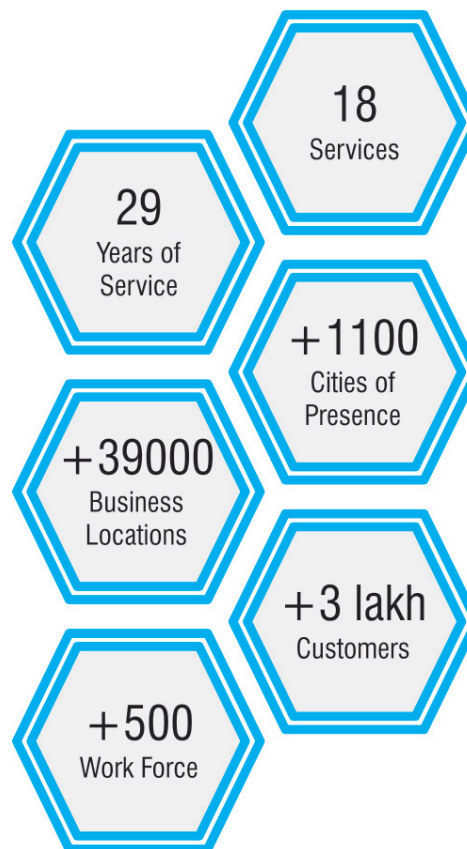 18
Services
29
Years of
Service
+1100
Cities of
Presence
+39000
Business
Locations
+3 lakh
Customers
+500
Work Force